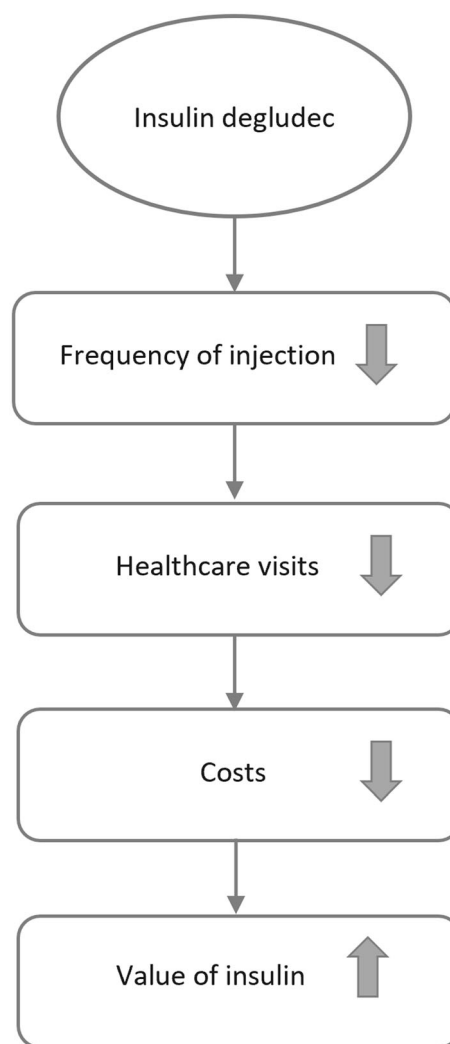 Insulin degludec
Frequency of injection
Healthcare visits
Costs
Value of insulin